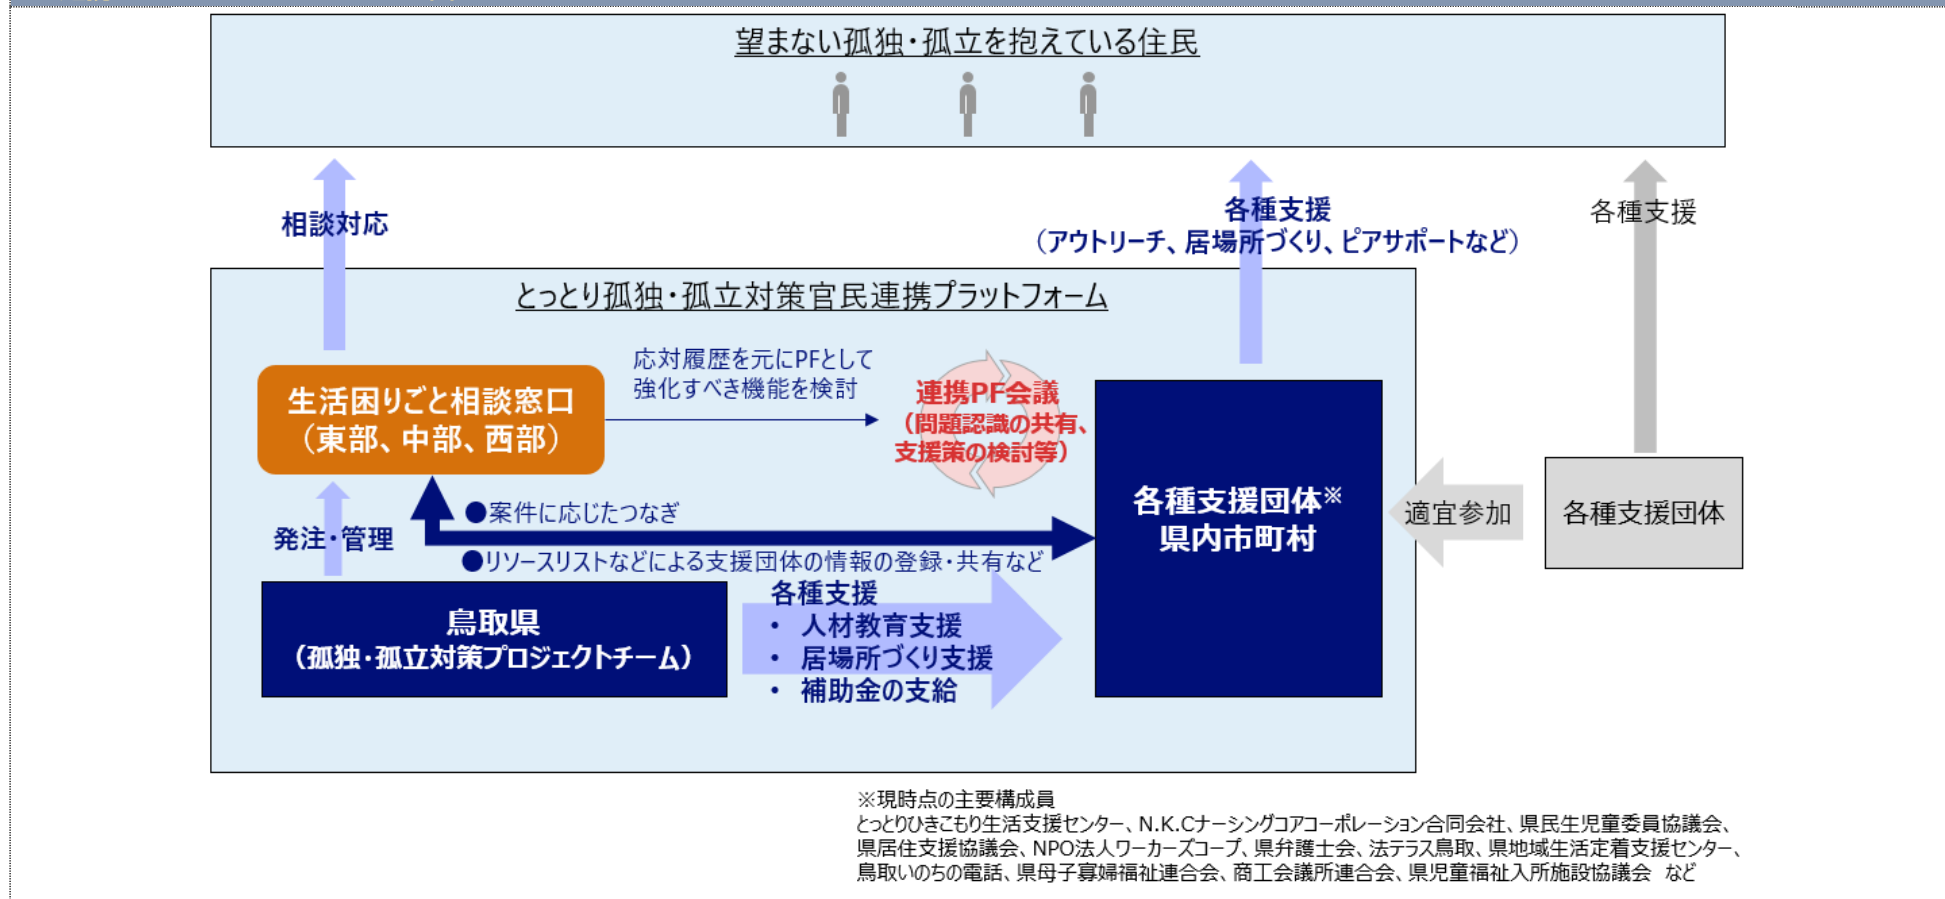 望まない孤独・孤立を抱えている住民
相談対応
各種支援
（アウトリーチ、居場所づくり、ピアサポートなど）
各種支援
とっとり孤独・孤立対策官民連携プラットフォーム
応対履歴を元にPFとして
強化すべき機能を検討
生活困りごと相談窓口
（東部、中部、西部）
連携PF会議
（問題認識の共有、
支援策の検討等）
各種支援団体※
県内市町村
適宜参加
各種支援団体
●案件に応じたつなぎ
発注・管理
●リソースリストなどによる支援団体の情報の登録・共有など
鳥取県
（孤独・孤立対策プロジェクトチーム）
各種支援
・ 人材教育支援
・ 居場所づくり支援
・ 補助金の支給
※現時点の主要構成員
とっとりひきこもり生活支援センター、N.K.Cナーシングコアコーポレーション合同会社、県民生児童委員協議会、
県居住支援協議会、NPO法人ワーカーズコープ、県弁護士会、法テラス鳥取、県地域生活定着支援センター、
鳥取いのちの電話、県母子寡婦福祉連合会、商工会議所連合会、県児童福祉入所施設協議会 など